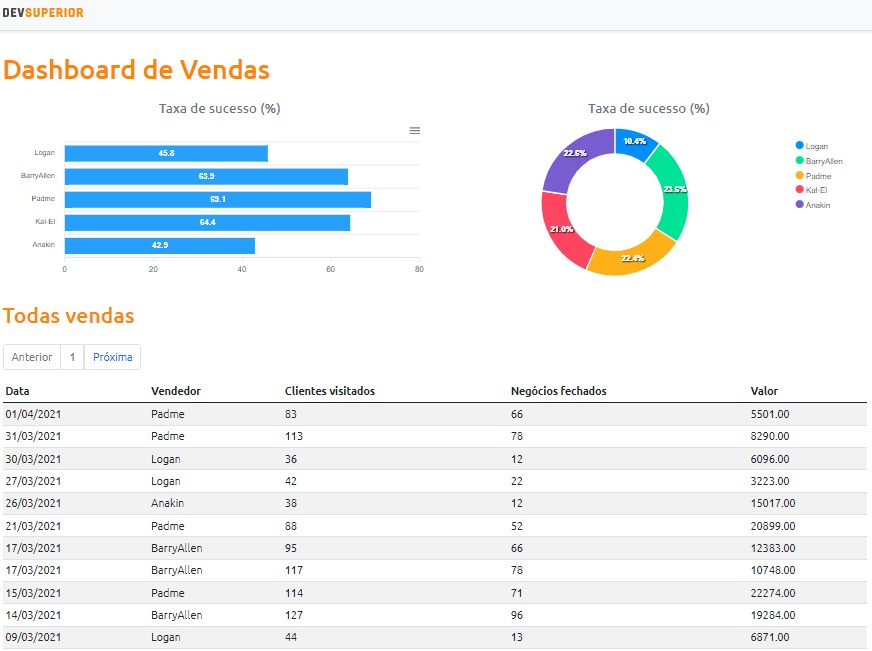 DEVSUPERIOR
Dashboard de Vendas
Taxa de sucesso (%)
Logan 45.8
BarryAllen 63.9
Padme 69.1
Kal-El 64.4
Anakin 42.9
0 20 40 60 80
Taxa de sucesso (%)
10.4%
23.6%
22.4%
21.0%
22.6%
Logan
BarryAllen
Padme
Kal-El
Anakin
Todas vendas
Anterior 1 Próxima
Data Vendedor Clientes visitados Negócios fechados Valor
01/04/2021 Padme 83 66 5501.00
31/03/2021 Padme 113 78 8290.00
30/03/2021 Logan 36 12 6096.00
27/03/2021 Logan 42 22 3223.00
26/03/2021 Anakin 38 12 15017.00
21/03/2021 Padme 88 52 20899.00
17/03/2021 BarryAllen 95 66 12383.00
17/03/2021 BarryAllen 117 78 10748.00
15/03/2021 Padme 114 71 22274.00
14/03/2021 BarryAllen 127 96 19284.00
09/03/2021 Logan 44 13 6871.00